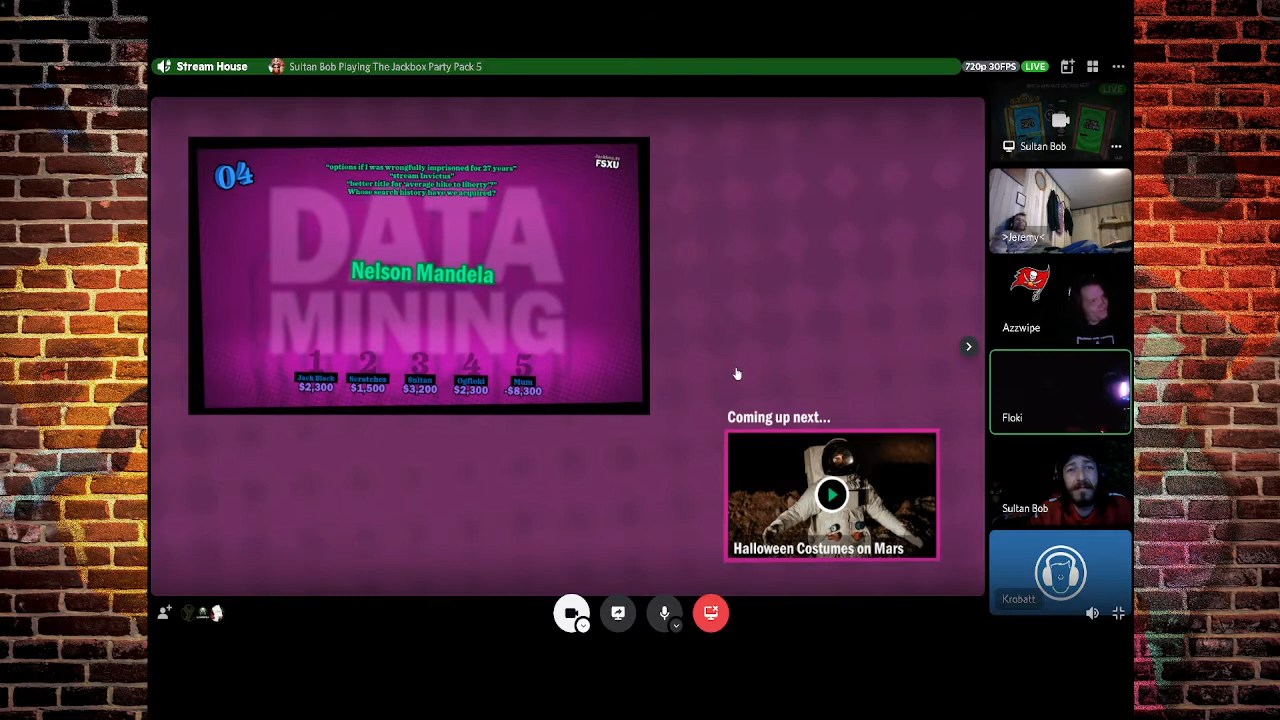 Stream House
Sultan Bob Playing The Jackbox Party Pack 5
720p 30FPS LIVE
04
"options if I was wrongfully imprisoned for 27 years"
"stream Invictus"
"better title for 'average hike to liberty'?"
Whose search history have we acquired?
FSXU
DATA
Nelson Mandela
MINING
1 2 3 4 5
Jack Black Scratches Sultan Ogfloki Mum
$2,300 $1,500 $3,200 $2,300 -$8,300
Coming up next...
Halloween Costumes on Mars
LIVE
Sultan Bob
>Jeremy<
Azzwipe
Floki
Sultan Bob
Krobatt